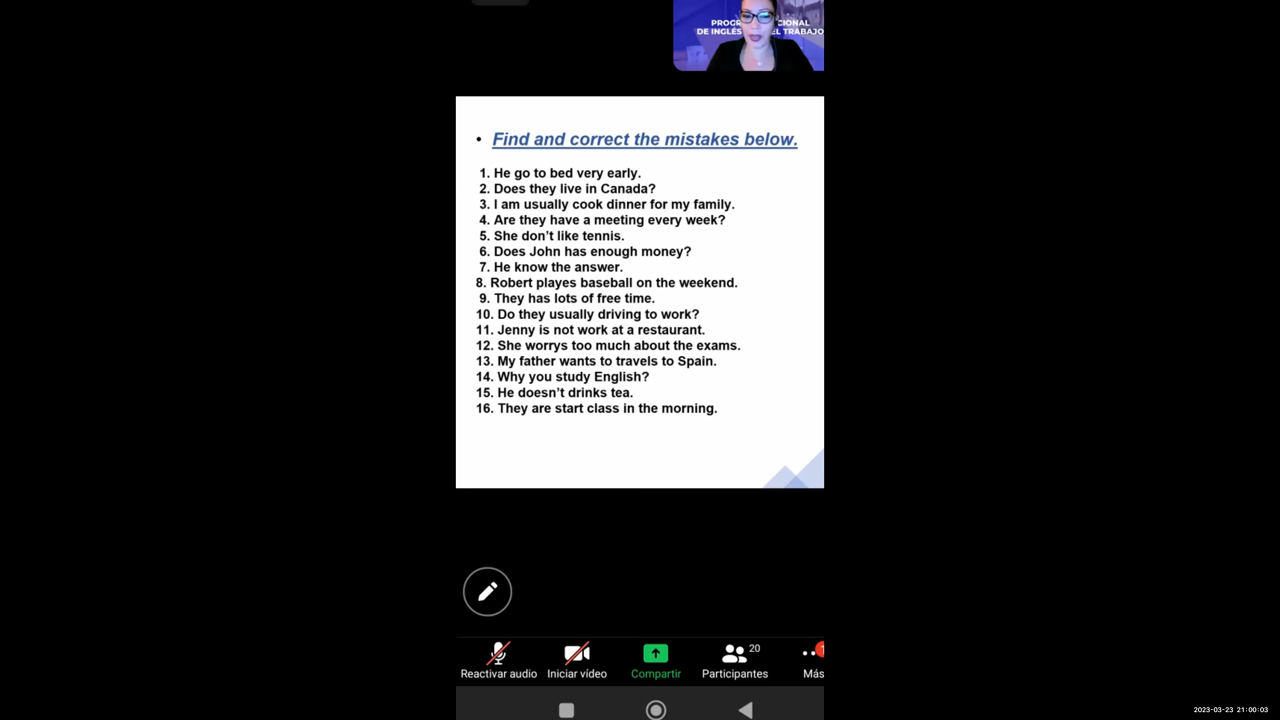 PROGR CIONAL
DE INGLÉS EL TRABAJO
• Find and correct the mistakes below.
1. He go to bed very early.
2. Does they live in Canada?
3. I am usually cook dinner for my family.
4. Are they have a meeting every week?
5. She don't like tennis.
6. Does John has enough money?
7. He know the answer.
8. Robert playes baseball on the weekend.
9. They has lots of free time.
10. Do they usually driving to work?
11. Jenny is not work at a restaurant.
12. She worrys too much about the exams.
13. My father wants to travels to Spain.
14. Why you study English?
15. He doesn't drinks tea.
16. They are start class in the morning.
20
Reactivar audio Iniciar vídeo Compartir Participantes Más
2023-03-23 21:00:03